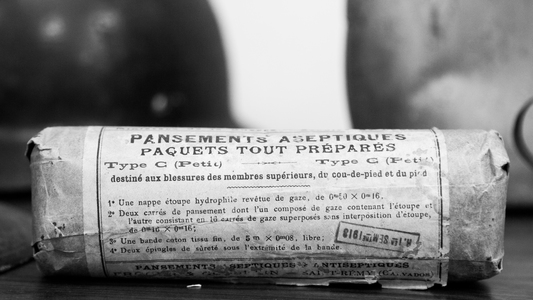 PANSEMENTS ASEPTIQUES
PAQUETS TOUT PRÉPARÉS
Type C (Petit) Type C (Petit)
destiné aux blessures des membres supérieurs, du cou-de-pied et du pied
1° Une nappe étoupe hydrophile revêtue de gaze, de 0m10 × 0m16;
2° Deux carrés de pansement dont l'un composé de gaze contenant l'étoupe et
l'autre consistant en 16 carrés de gaze superposés sans interposition d'étoupe,
de 0m16 × 0m16;
3° Une bande coton tissu fin, de 5m × 0m08, libre;
4° Deux épingles de sûreté sous l'extrémité de la bande.
1918
PANSEMENTS ASEPTIQUES ANTISEPTIQUES